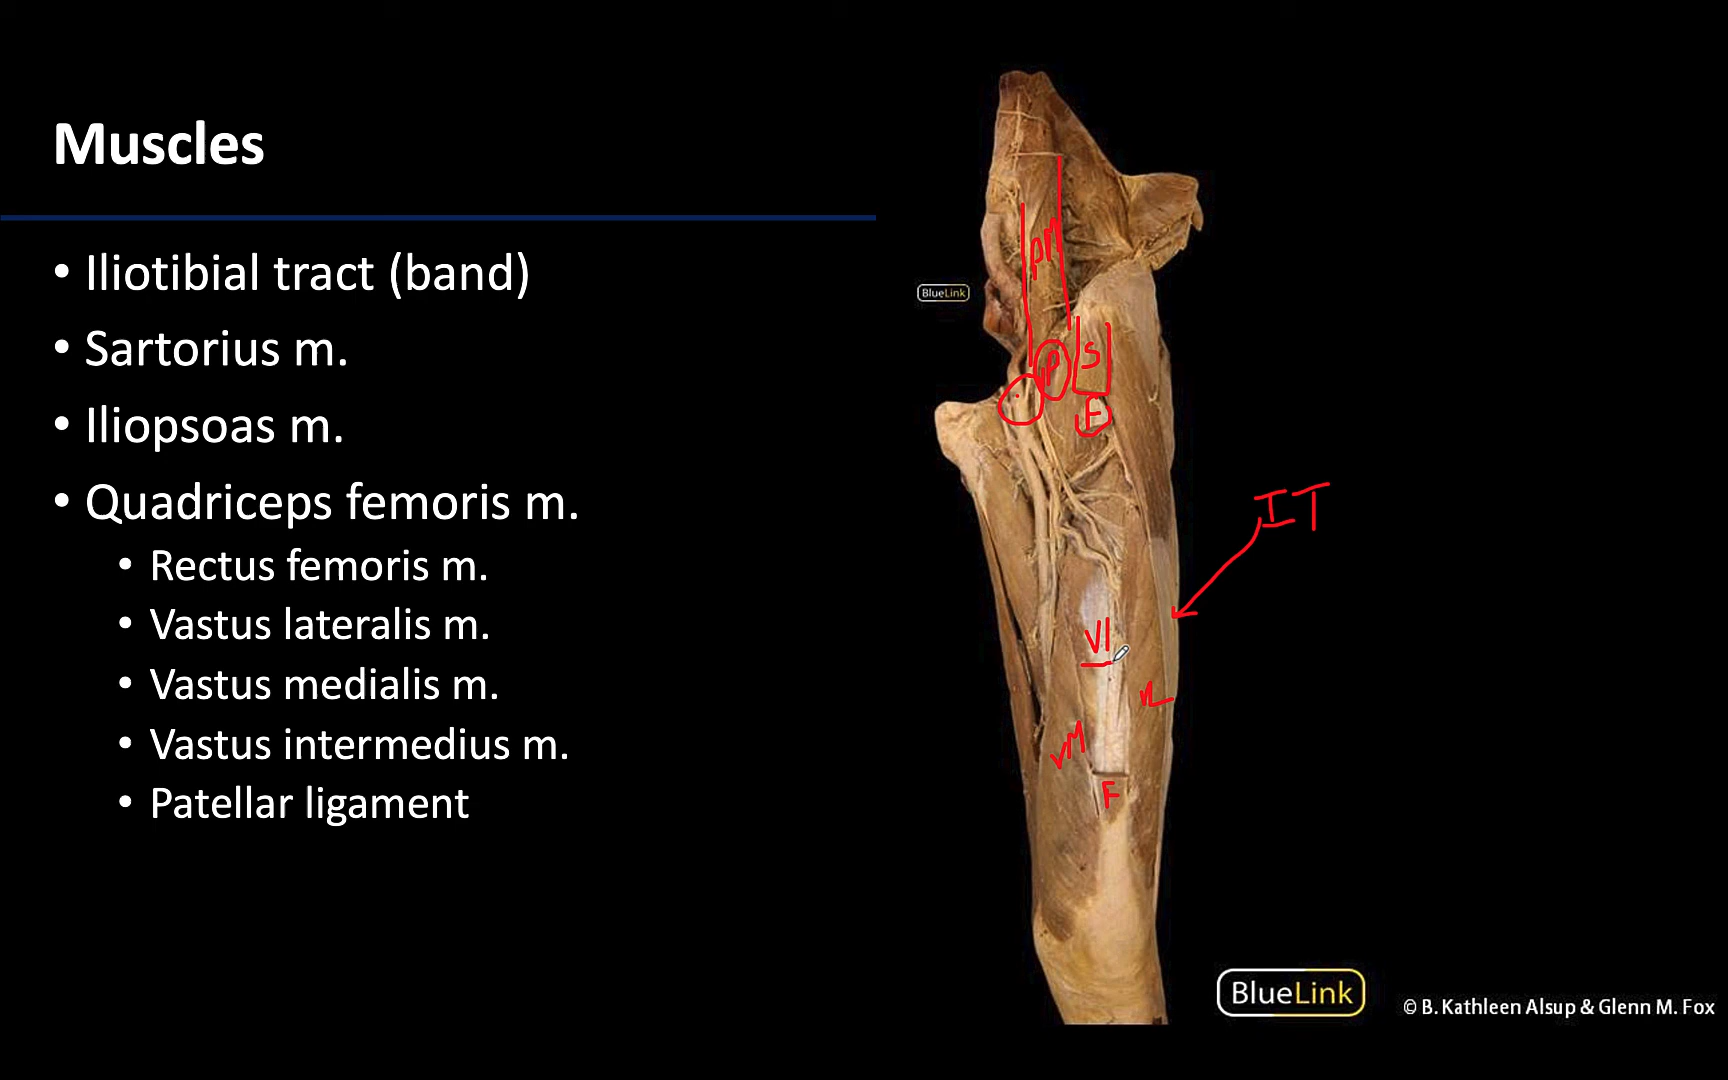 Muscles
• Iliotibial tract (band)
• Sartorius m.
• Iliopsoas m.
• Quadriceps femoris m.
• Rectus femoris m.
• Vastus lateralis m.
• Vastus medialis m.
• Vastus intermedius m.
• Patellar ligament
BlueLink
PM
P
S
F
IT
VI
VL
VM
F
BlueLink
© B. Kathleen Alsup & Glenn M. Fox